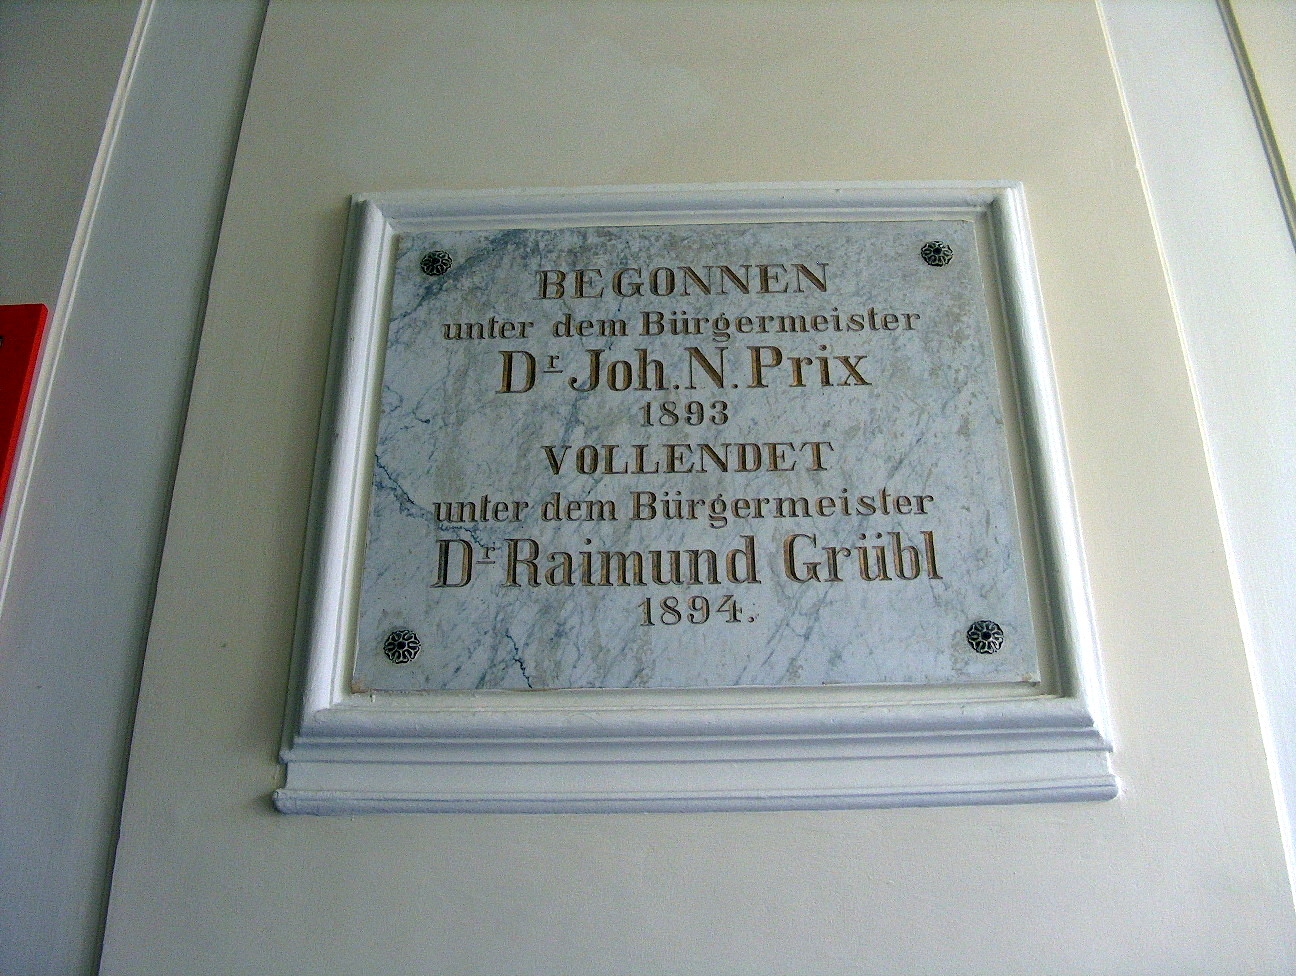 BEGONNEN
unter dem Bürgermeister
Dr Joh. N. Prix
1893
VOLLENDET
unter dem Bürgermeister
Dr Raimund Grübl
1894.